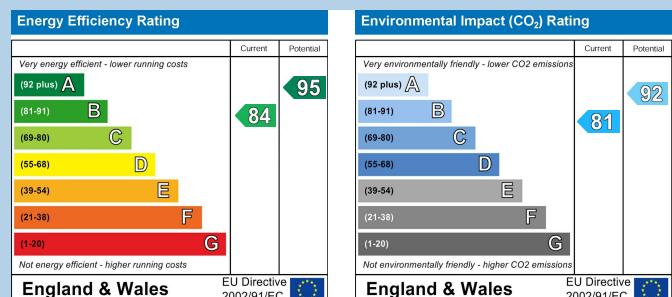 Energy Efficiency Rating
Current Potential
Very energy efficient - lower running costs
(92 plus) A
95
(81-91) B
84
(69-80) C
(55-68) D
(39-54) E
(21-38) F
(1-20) G
Not energy efficient - higher running costs
England & Wales
EU Directive
2002/91/EC
Environmental Impact (CO₂) Rating
Current Potential
Very environmentally friendly - lower CO2 emissions
(92 plus) A
92
(81-91) B
81
(69-80) C
(55-68) D
(39-54) E
(21-38) F
(1-20) G
Not environmentally friendly - higher CO2 emissions
England & Wales
EU Directive
2002/91/EC